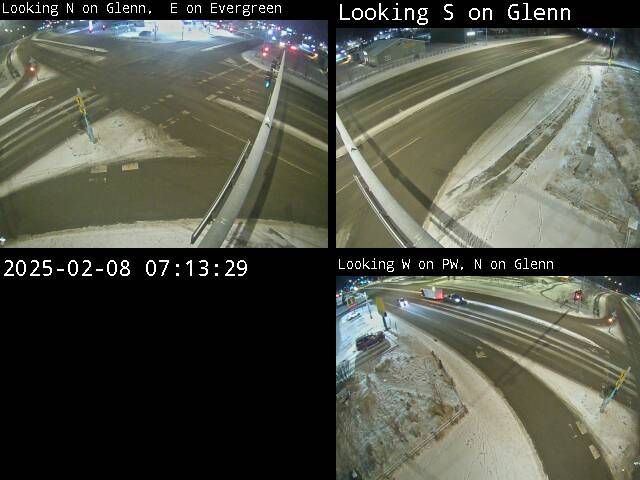 Looking N on Glenn,  E on Evergreen
Looking S on Glenn
2025-02-08 07:13:29
Looking W on PW, N on Glenn